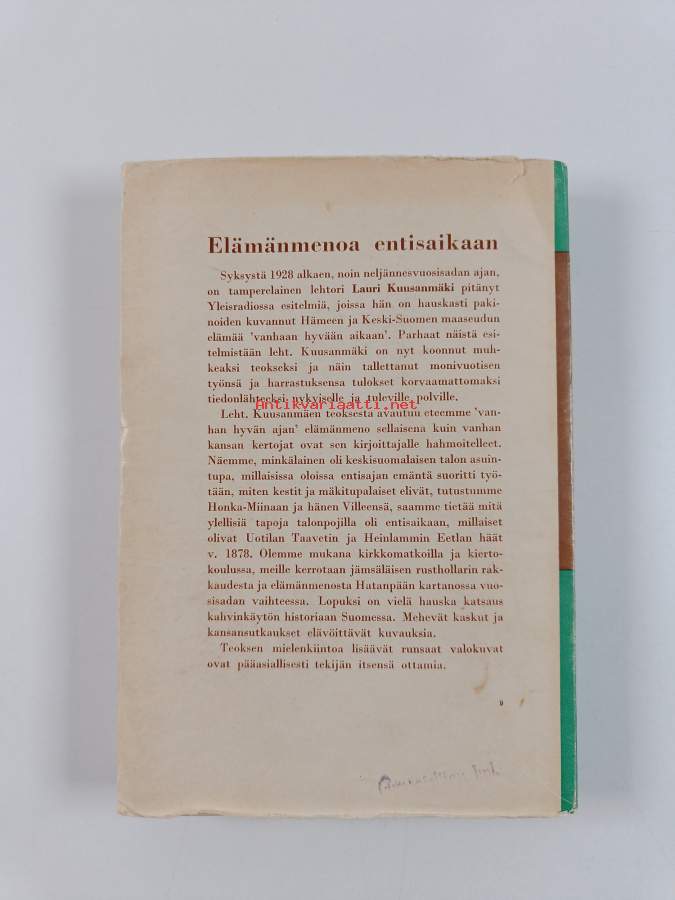 Elämänmenoa entisaikaan
Syksystä 1928 alkaen, noin neljännesvuosisadan ajan,
on tamperelainen lehtori Lauri Kuusanmäki pitänyt
Yleisradiossa esitelmiä, joissa hän on hauskasti paki-
noiden kuvannut Hämeen ja Keski-Suomen maaseudun
elämää 'vanhaan hyvään aikaan'. Parhaat näistä esi-
telmistään leht. Kuusanmäki on nyt koonnut muh-
keaksi teokseksi ja näin tallettanut monivuotisen
työnsä ja harrastuksensa tulokset korvaamattomaksi
tiedonlähteeksi nykyiselle ja tuleville polville.
Antikvariaatti.net
Leht. Kuusanmäen teoksesta avautuu eteemme 'van-
han hyvän ajan' elämänmeno sellaisena kuin vanhan
kansan kertojat ovat sen kirjoittajalle hahmoitelleet.
Näemme, minkälainen oli keskisuomalaisen talon asuin-
tupa, millaisissa oloissa entisajan emäntä suoritti työ-
tään, miten kestit ja mäkitupalaiset elivät, tutustumme
Honka-Miinaan ja hänen Villeensä, saamme tietää mitä
ylellisiä tapoja talonpojilla oli entisaikaan, millaiset
olivat Uotilan Taavetin ja Heinlammin Eetlan häät
v. 1878. Olemme mukana kirkkomatkoilla ja kierto-
koulussa, meille kerrotaan jämsäläisen rusthollarin rak-
kaudesta ja elämänmenosta Hatanpään kartanossa vuo-
sisadan vaihteessa. Lopuksi on vielä hauska katsaus
kahvinkäytön historiaan Suomessa. Mehevät kaskut ja
kansansutkaukset elävöittävät kuvauksia.
Teoksen mielenkiintoa lisäävät runsaat valokuvat
ovat pääasiallisesti tekijän itsensä ottamia.
9